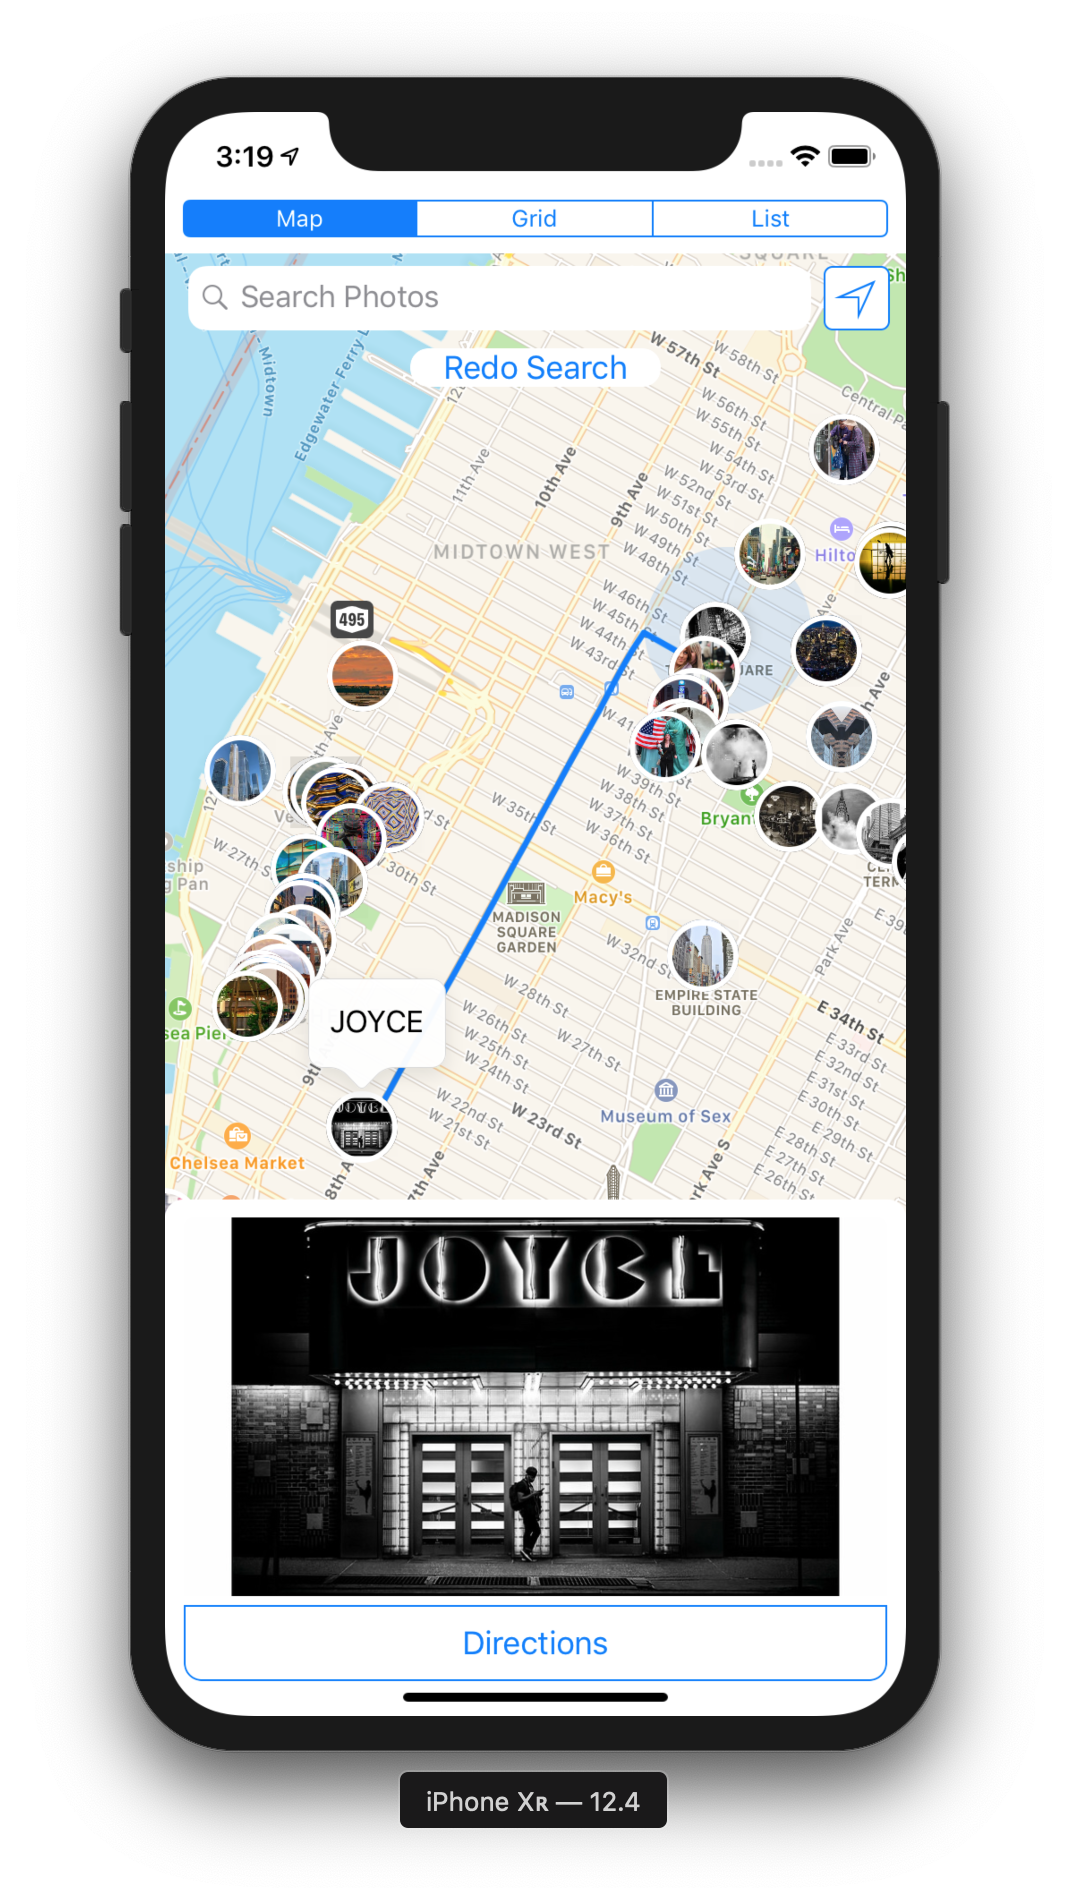 3:19
Map
Grid
List
SQUARE
Sh
Search Photos
Redo Search
Midtown
Edgewater Ferry
W 57th St
W 58th St
Central Pa
W 56th St
W 55th St
W 54th St
W 53rd St
W 52nd St
W 51st St
W 50th St
W 49th St
W 48th St
11th Ave
10th Ave
9th Ave
MIDTOWN WEST
Hilto
W 46th St
W 45th St
W 44th St
W 43rd St
495
W 41
W 39th St
W 38th St
W 37th St
W 36th St
W 35th St
Bryan
Macy's
W 27th St
W 30th St
ship
g Pan
MADISON
SQUARE
GARDEN
W 32nd St
TERM
E 39
Park Ave
EMPIRE STATE
BUILDING
E 34th St
E 33rd St
E 32nd St
E 31st St
E 30th St
E 29th St
E 28th St
E 27th St
E 26th St
sea Pie
JOYCE
W 28th St
W 27th St
W 26th St
W 25th St
W 24th St
W 22nd St
W 21st St
W 23rd St
Museum of Sex
Chelsea Market
8th A
7th Ave
rk Ave S
JOYCE
Directions
iPhone XR — 12.4